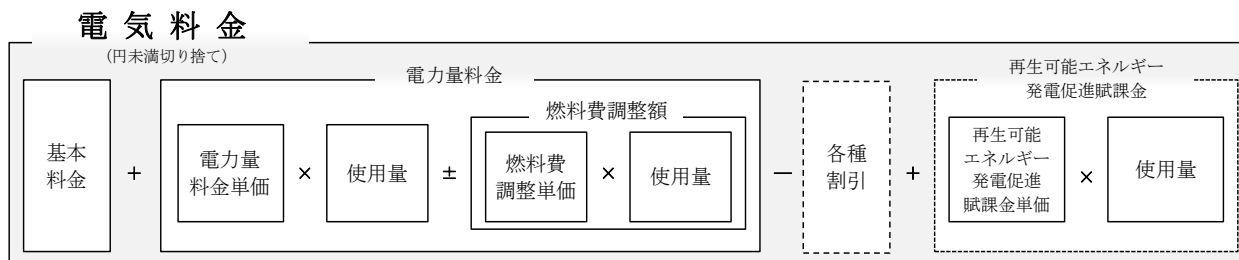 電気料金
(円未満切り捨て)
基本
料金
+
電力量料金
電力量
料金単価
×
使用量
±
燃料費調整額
燃料費
調整単価
×
使用量
－
各種
割引
+
再生可能エネルギー
発電促進賦課金
再生可能
エネルギー
発電促進
賦課金単価
×
使用量